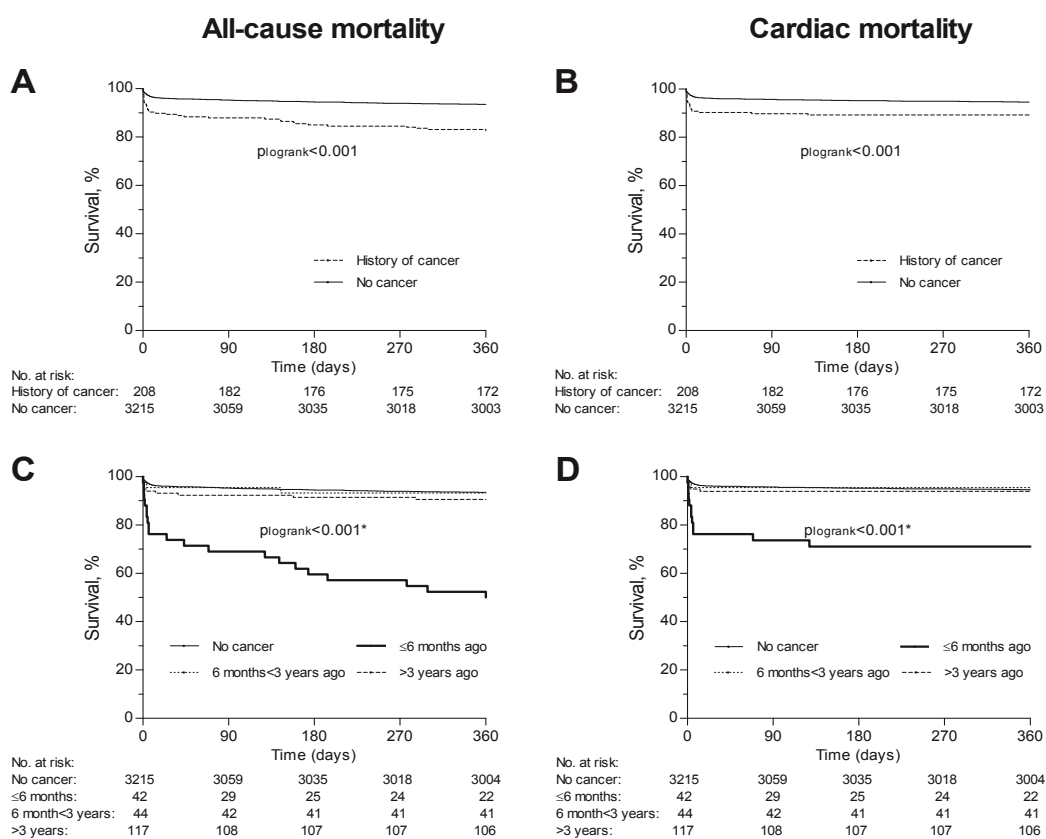 All-cause mortality
Cardiac mortality
A
100
80
60
40
20
0
Survival, %
plogrank<0.001
History of cancer
No cancer
0 90 180 270 360
Time (days)
No. at risk:
History of cancer: 208 182 176 175 172
No cancer: 3215 3059 3035 3018 3003
B
100
80
60
40
20
0
Survival, %
plogrank<0.001
History of cancer
No cancer
0 90 180 270 360
Time (days)
No. at risk:
History of cancer: 208 182 176 175 172
No cancer: 3215 3059 3035 3018 3003
C
100
80
60
40
20
0
Survival, %
plogrank<0.001*
No cancer ≤6 months ago
6 months<3 years ago >3 years ago
0 90 180 270 360
Time (days)
No. at risk:
No cancer: 3215 3059 3035 3018 3004
≤6 months: 42 29 25 24 22
6 month<3 years: 44 42 41 41 41
>3 years: 117 108 107 107 106
D
100
80
60
40
20
0
Survival, %
plogrank<0.001*
No cancer ≤6 months ago
6 months<3 years ago >3 years ago
0 90 180 270 360
Time (days)
No. at risk:
No cancer: 3215 3059 3035 3018 3004
≤6 months: 42 29 25 24 22
6 month<3 years: 44 42 41 41 41
>3 years: 117 108 107 107 106